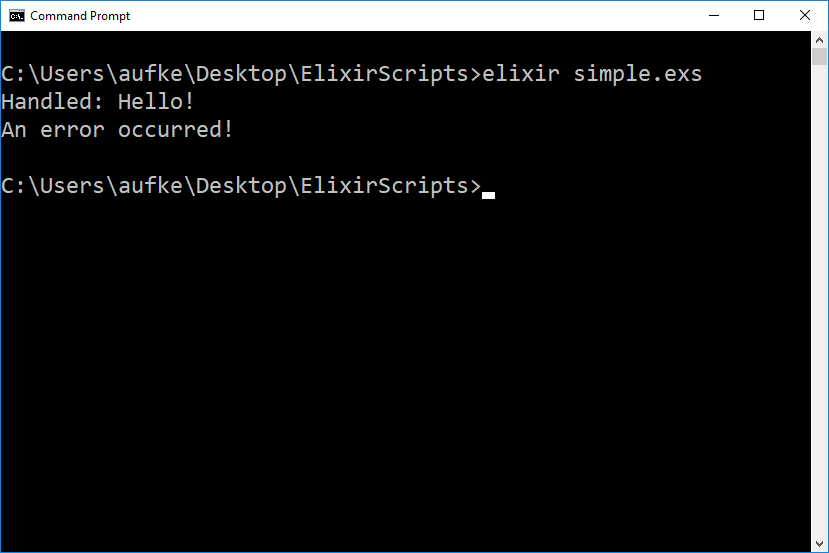 Command Prompt
C:\Users\aufke\Desktop\ElixirScripts>elixir simple.exs
Handled: Hello!
An error occurred!
C:\Users\aufke\Desktop\ElixirScripts>